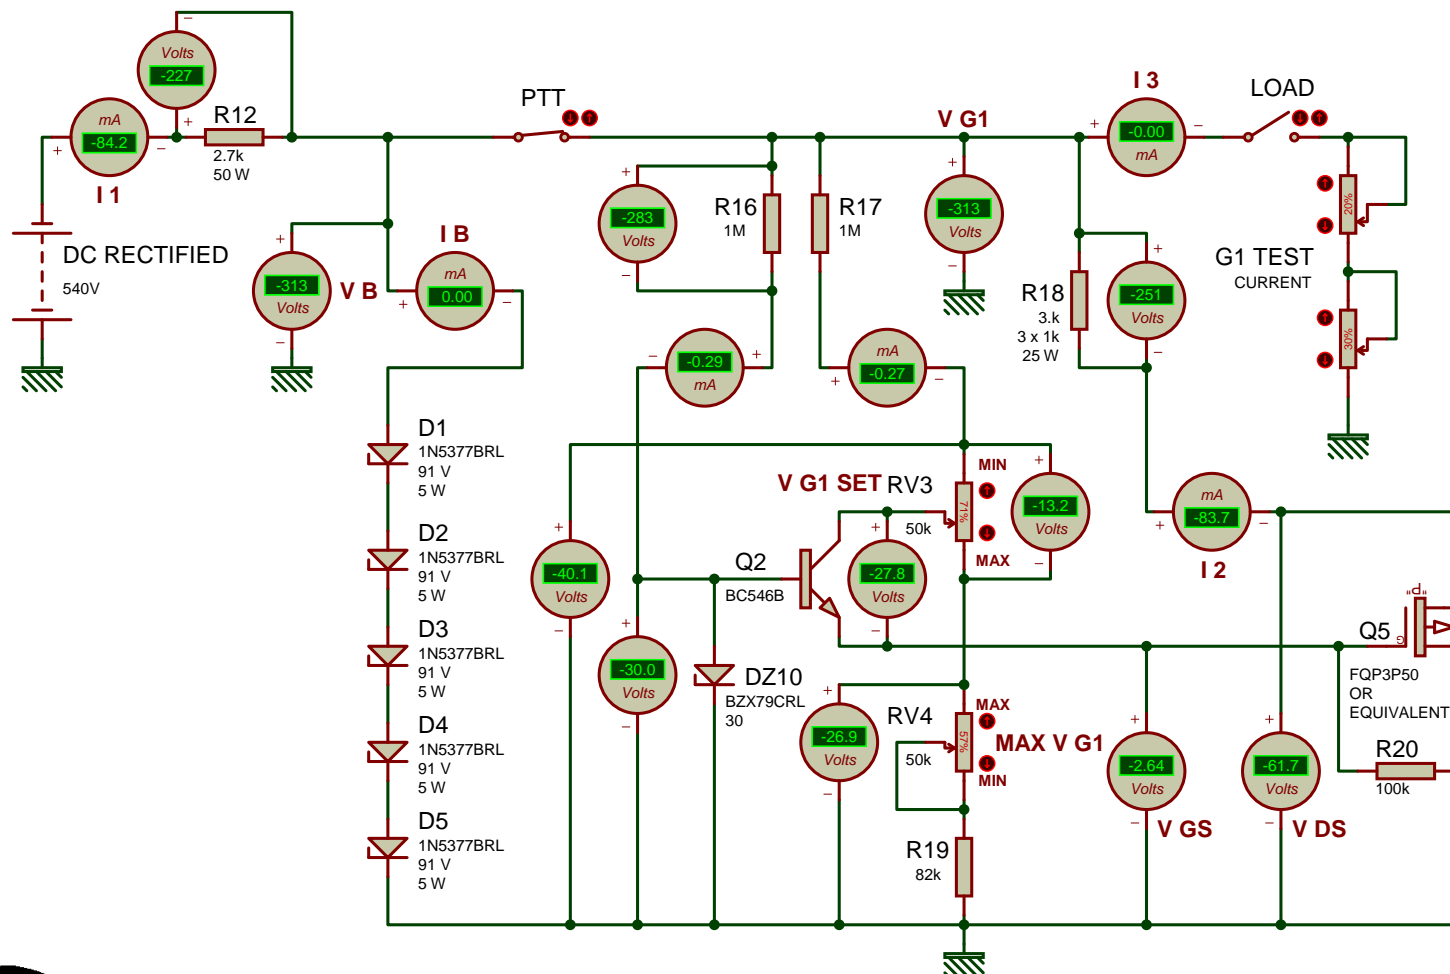 Volts
-227
mA
-84.2
I 1
R12
2.7k
50 W
DC RECTIFIED
540V
-313
Volts
V B
I B
mA
0.00
PTT
-283
Volts
R16
1M
R17
1M
V G1
-313
Volts
I 3
-0.00
mA
LOAD
20%
G1 TEST
CURRENT
30%
R18
3.k
3 x 1k
25 W
-251
Volts
-0.29
mA
mA
-0.27
D1
1N5377BRL
91 V
5 W
D2
1N5377BRL
91 V
5 W
D3
1N5377BRL
91 V
5 W
D4
1N5377BRL
91 V
5 W
D5
1N5377BRL
91 V
5 W
-40.1
Volts
-30.0
Volts
Q2
BC546B
DZ10
BZX79CRL
30
V G1 SET
RV3
50k
MIN
71%
MAX
-13.2
Volts
-27.8
Volts
-26.9
Volts
RV4
50k
MAX
57%
MIN
MAX V G1
R19
82k
mA
-83.7
I 2
-2.64
Volts
V GS
-61.7
Volts
V DS
"P"
G
Q5
FQP3P50
OR
EQUIVALENT
R20
100k